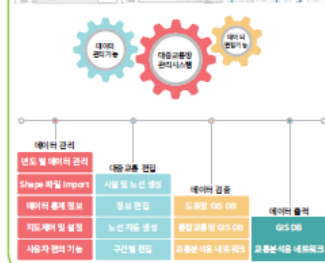 데이터
관리기능
대중교통망
관리시스템
데이터
편집기능
데이터 관리
년도별 데이터 관리
Shape 파일 Import
데이터 통계 정보
지도제어 및 설정
사용자 편의 기능
대중교통 편집
시설 및 노선 생성
정보 편집
노선 자동 생성
구간별 편집
데이터 검증
도로망 GIS DB
통합교통망 GIS DB
교통분석용 네트워크
데이터 출력
GIS DB
교통분석용 네트워크